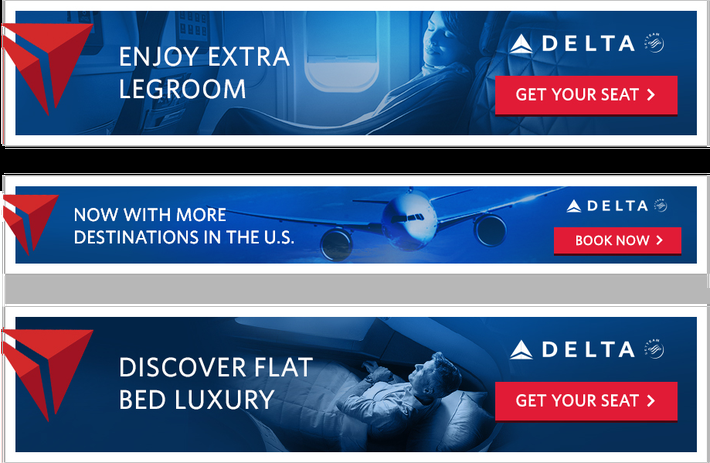 ENJOY EXTRA
LEGROOM
DELTA
GET YOUR SEAT
NOW WITH MORE
DESTINATIONS IN THE U.S.
DELTA
BOOK NOW
DISCOVER FLAT
BED LUXURY
DELTA
GET YOUR SEAT